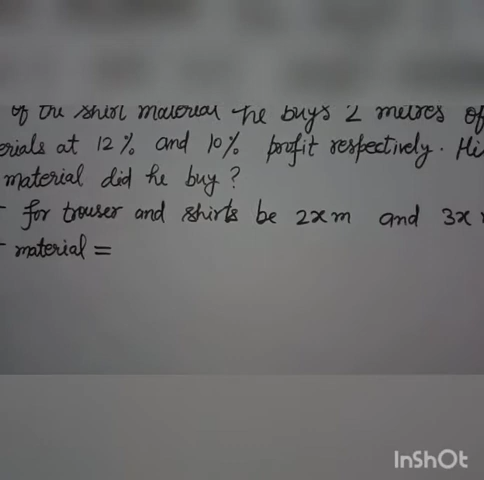 of the shirt material he buys 2 metres of
erials at 12% and 10% profit respectively. Hi
material did he buy?
for trouser and shirts be 2x m and 3x
material =
InShOt